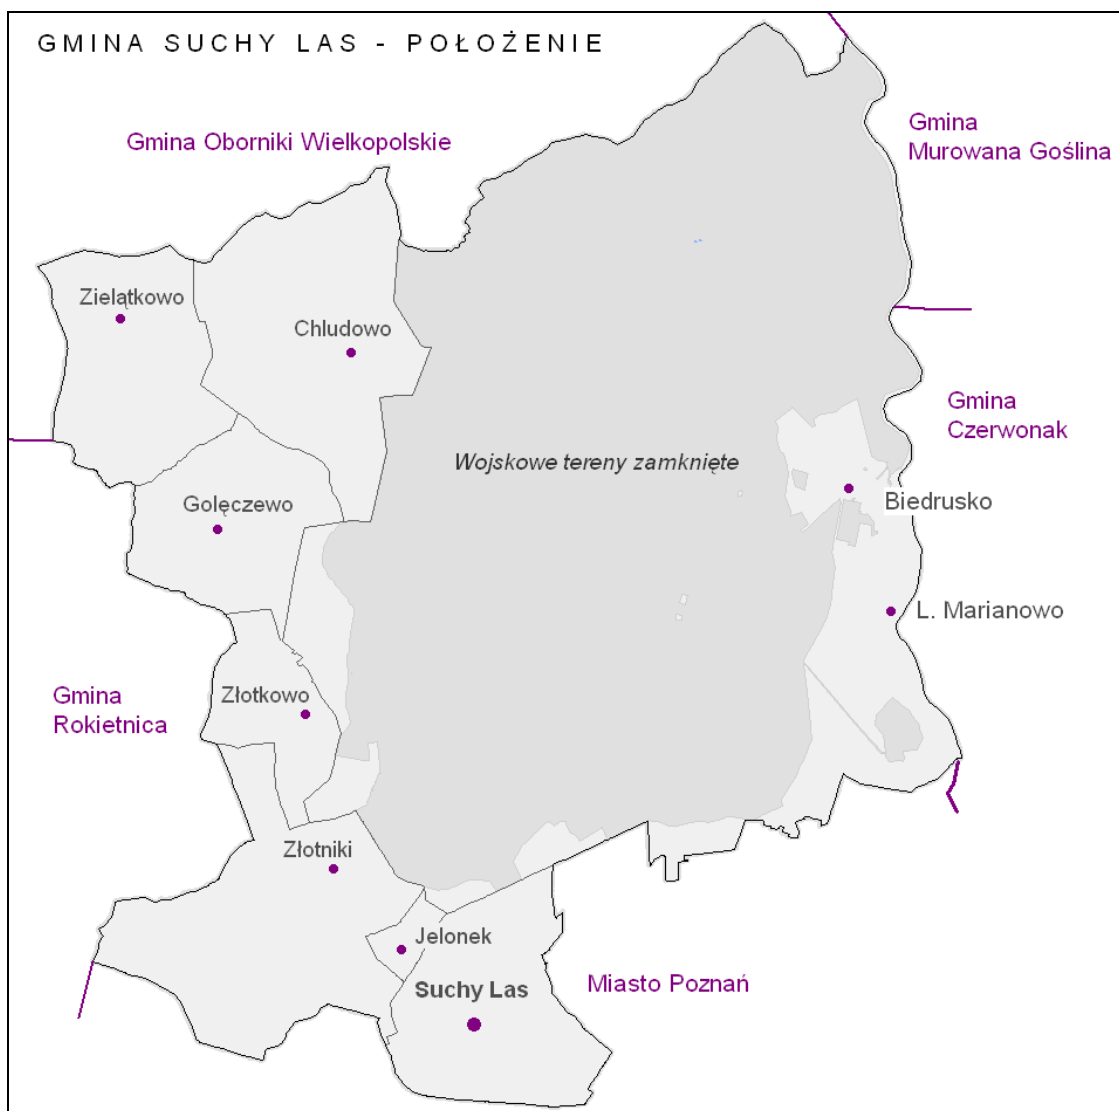 GMINA SUCHY LAS - POŁOŻENIE
Gmina Oborniki Wielkopolskie
Gmina
Murowana Goślina
Zielątkowo
Chludowo
Gmina
Czerwonak
Wojskowe tereny zamknięte
Golęczewo
Biedrusko
L. Marianowo
Gmina
Rokietnica
Złotkowo
Złotniki
Jelonek
Suchy Las
Miasto Poznań